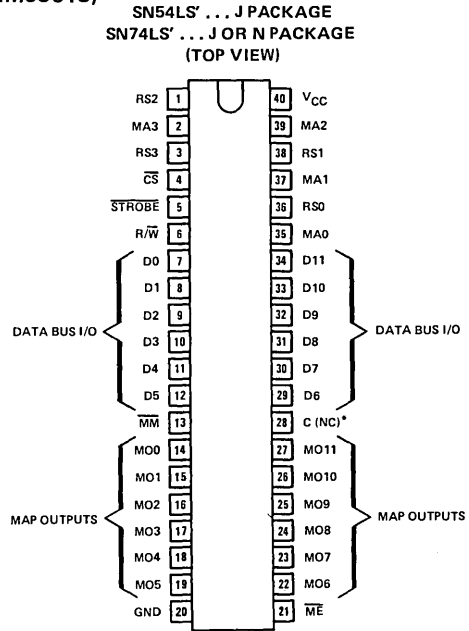 SN54LS' . . . J PACKAGE
SN74LS' . . . J OR N PACKAGE
(TOP VIEW)
RS2 1 40 VCC
MA3 2 39 MA2
RS3 3 38 RS1
CS 4 37 MA1
STROBE 5 36 RS0
R/W 6 35 MA0
D0 7 34 D11
D1 8 33 D10
D2 9 32 D9
DATA BUS I/O
D3 10 31 D8
DATA BUS I/O
D4 11 30 D7
D5 12 29 D6
MM 13 28 C (NC)*
MO0 14 27 MO11
MO1 15 26 MO10
MO2 16 25 MO9
MAP OUTPUTS
MO3 17 24 MO8
MAP OUTPUTS
MO4 18 23 MO7
MO5 19 22 MO6
GND 20 21 ME